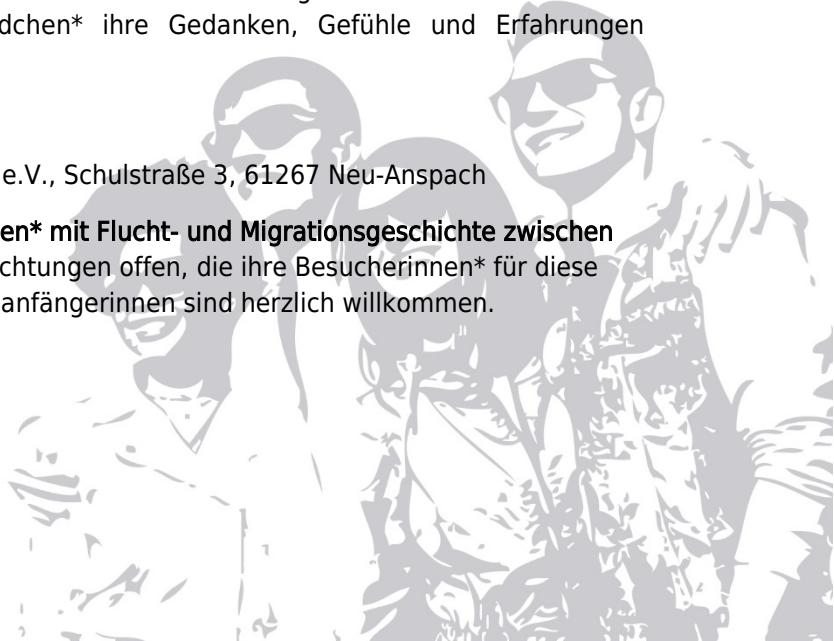 dchen* ihre Gedanken, Gefühle und Erfahrungen
e.V., Schulstraße 3, 61267 Neu-Anspach
en* mit Flucht- und Migrationsgeschichte zwischen
chtungen offen, die ihre Besucherinnen* für diese
anfängerinnen sind herzlich willkommen.